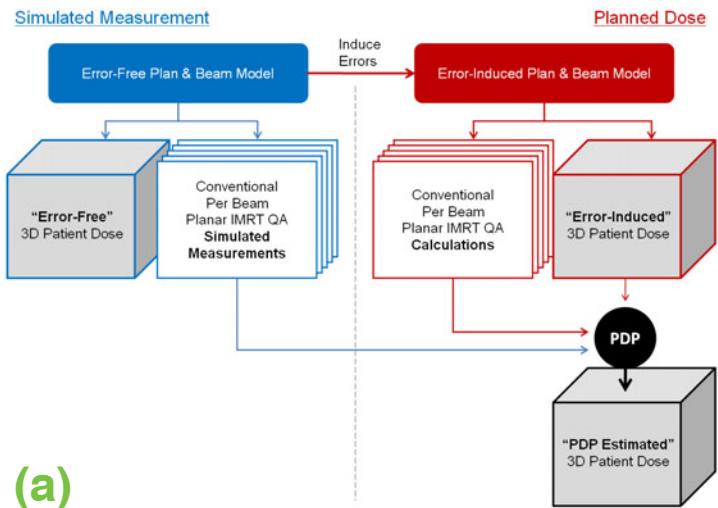 Simulated Measurement
Planned Dose
Induce
Errors
Error-Free Plan & Beam Model
Error-Induced Plan & Beam Model
"Error-Free"
3D Patient Dose
Conventional
Per Beam
Planar IMRT QA
Simulated
Measurements
Conventional
Per Beam
Planar IMRT QA
Calculations
"Error-Induced"
3D Patient Dose
PDP
"PDP Estimated"
3D Patient Dose
(a)